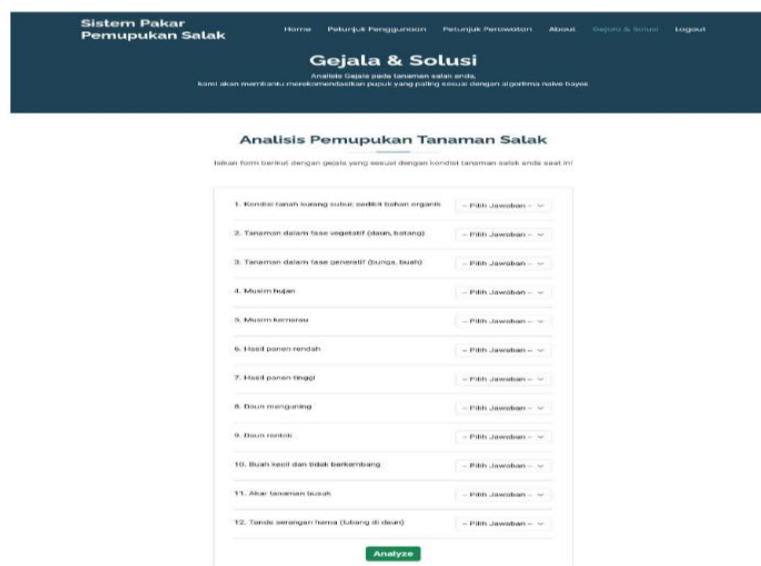 Sistem Pakar
Pemupukan Salak
Home Petunjuk Penggunaan Petunjuk Perawatan About Gejala & Solusi Logout
Gejala & Solusi
Analisis Gejala pada tanaman salak anda,
kami akan membantu merekomendasikan pupuk yang paling sesuai dengan algoritma naive bayes
Analisis Pemupukan Tanaman Salak
Isikan form berikut dengan gejala yang sesuai dengan kondisi tanaman salak anda saat ini
1. Kondisi tanah kurang subur, sedikit bahan organik -- Pilih Jawaban --
2. Tanaman dalam fase vegetatif (daun, batang) -- Pilih Jawaban --
3. Tanaman dalam fase generatif (bunga, buah) -- Pilih Jawaban --
4. Musim hujan -- Pilih Jawaban --
5. Musim kemarau -- Pilih Jawaban --
6. Hasil panen rendah -- Pilih Jawaban --
7. Hasil panen tinggi -- Pilih Jawaban --
8. Daun menguning -- Pilih Jawaban --
9. Daun rontok -- Pilih Jawaban --
10. Buah kecil dan tidak berkembang -- Pilih Jawaban --
11. Akar tanaman busuk -- Pilih Jawaban --
12. Tanda serangan hama (lubang di daun) -- Pilih Jawaban --
Analyze